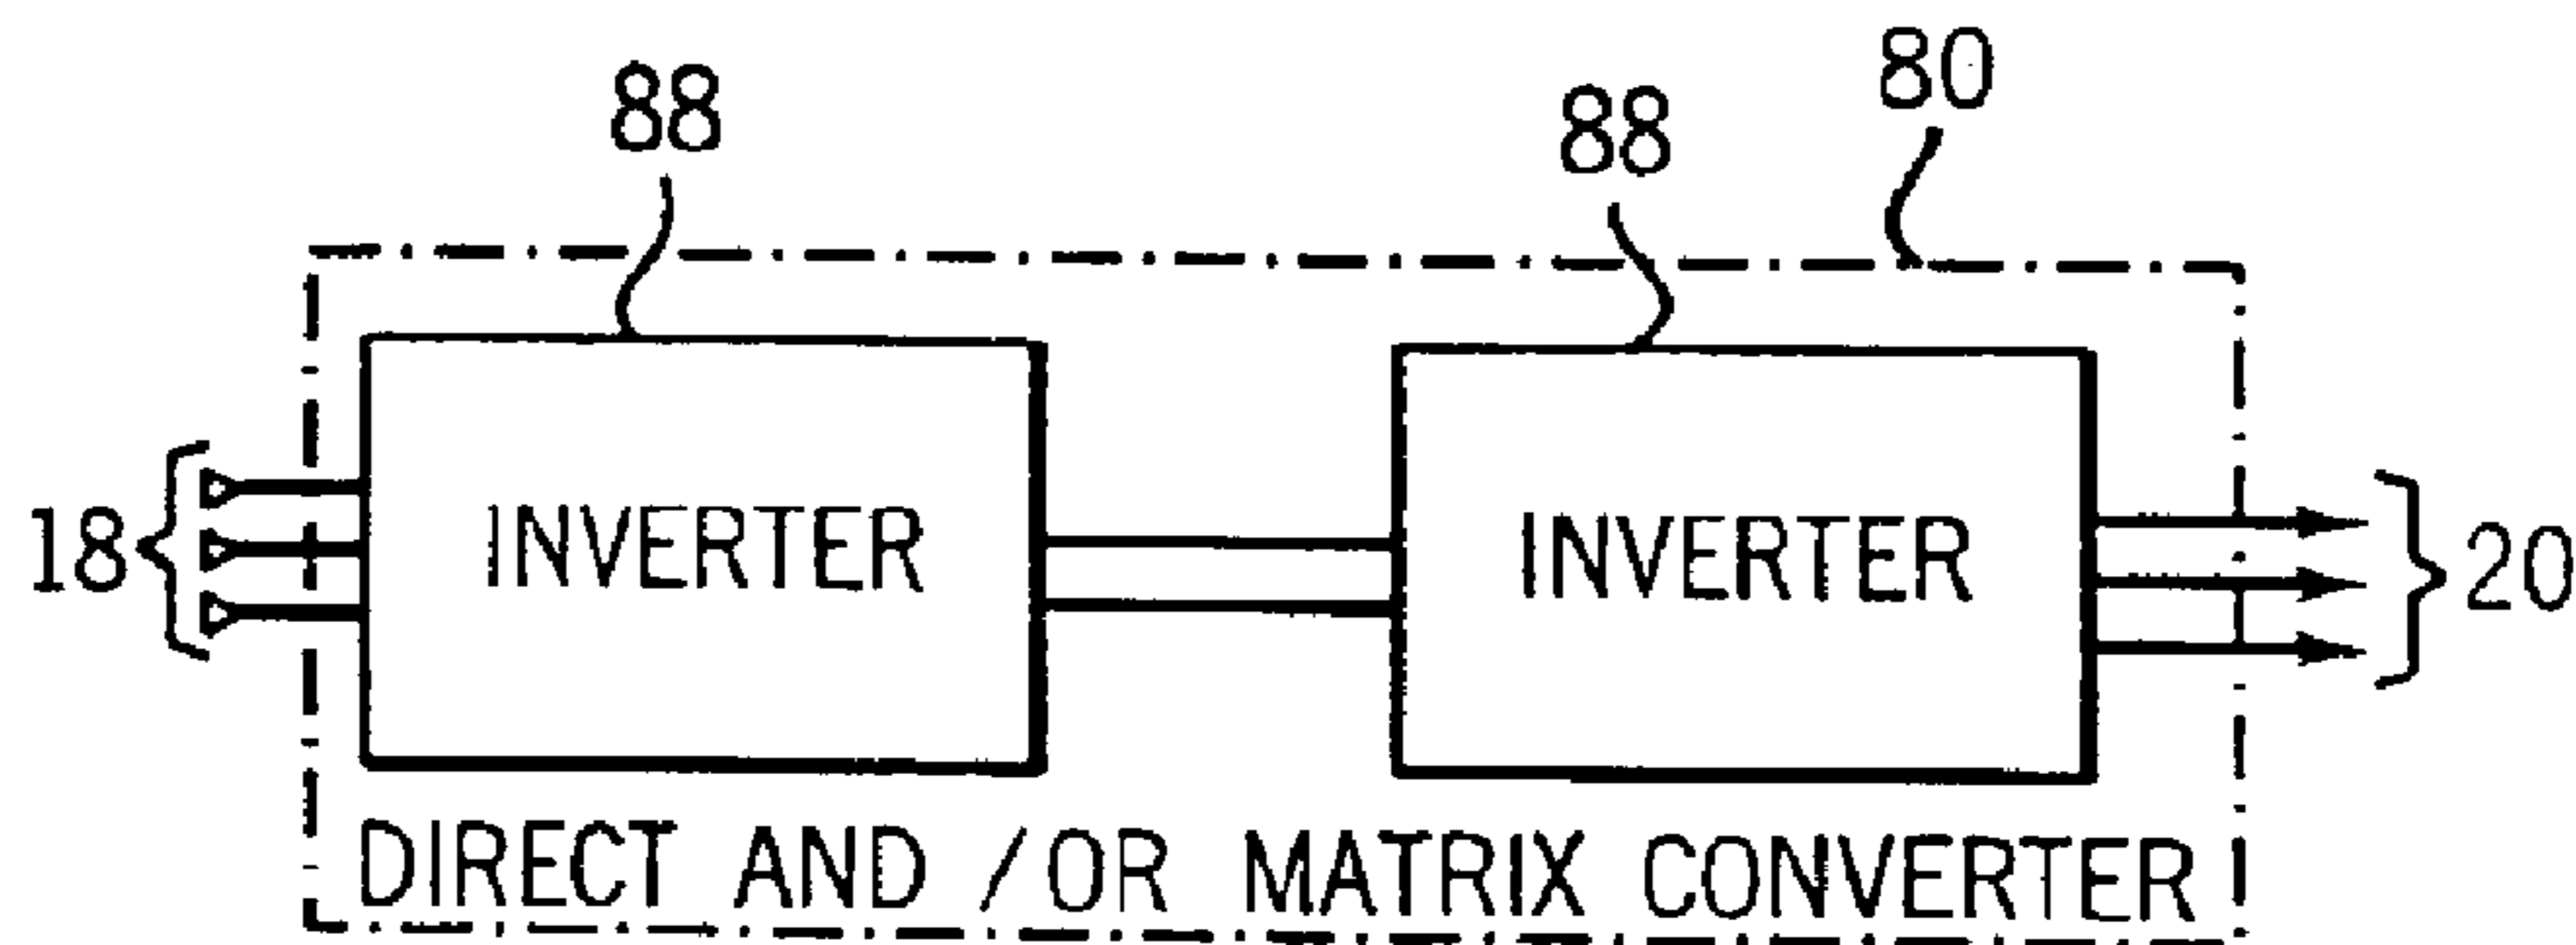 88
88
80
18
INVERTER
INVERTER
20
DIRECT AND /OR MATRIX CONVERTER